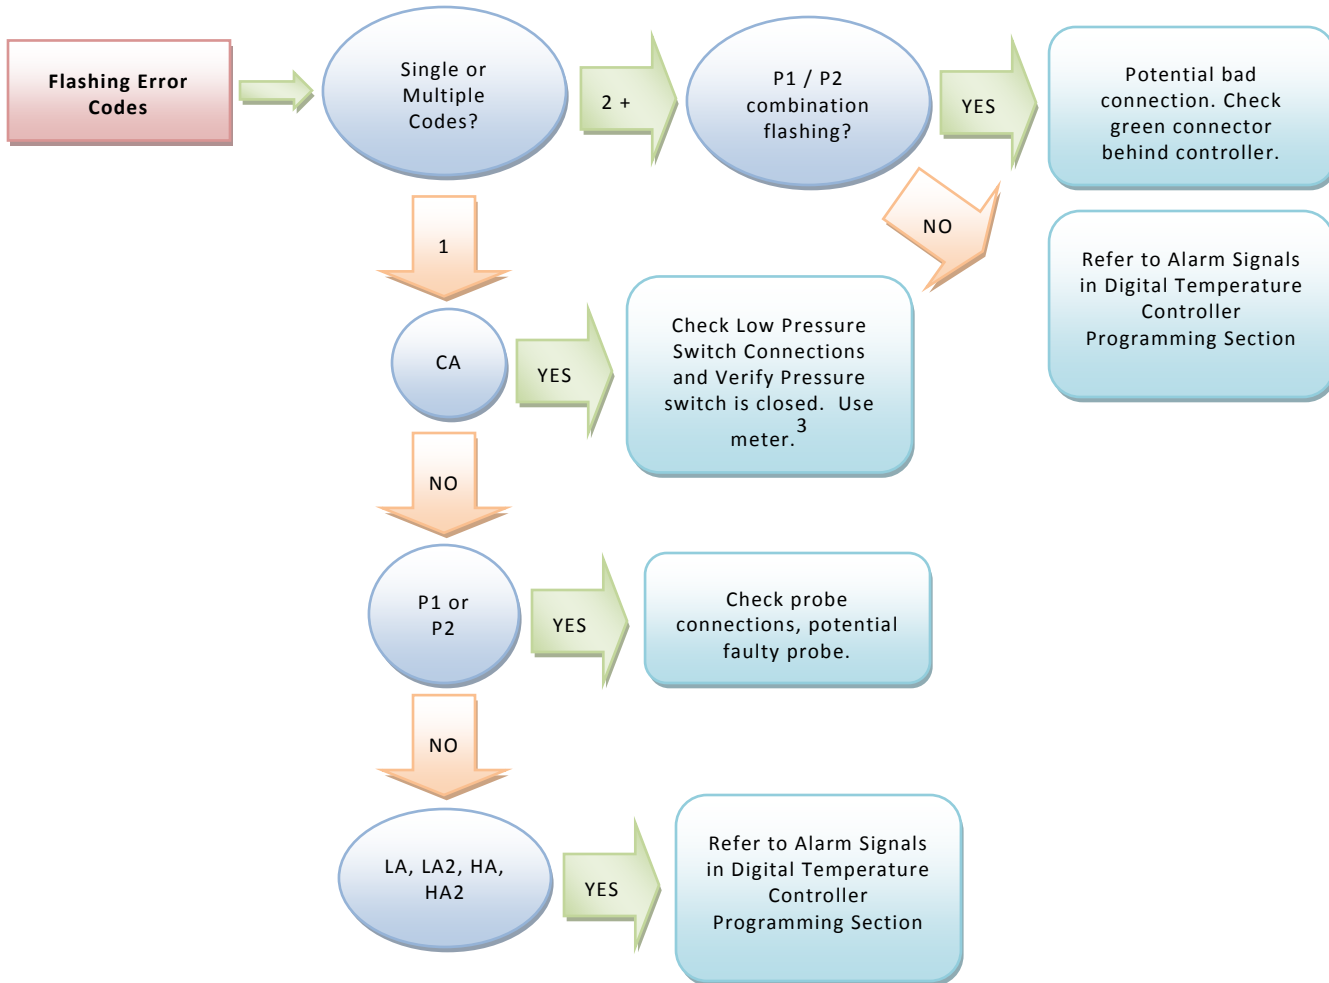 Flashing Error
Codes
Single or
Multiple
Codes?
2 +
P1 / P2
combination
flashing?
YES
Potential bad
connection. Check
green connector
behind controller.
NO
Refer to Alarm Signals
in Digital Temperature
Controller
Programming Section
1
CA
YES
Check Low Pressure
Switch Connections
and Verify Pressure
switch is closed.  Use
meter.3
NO
P1 or
P2
YES
Check probe
connections, potential
faulty probe.
NO
LA, LA2, HA,
HA2
YES
Refer to Alarm Signals
in Digital Temperature
Controller
Programming Section